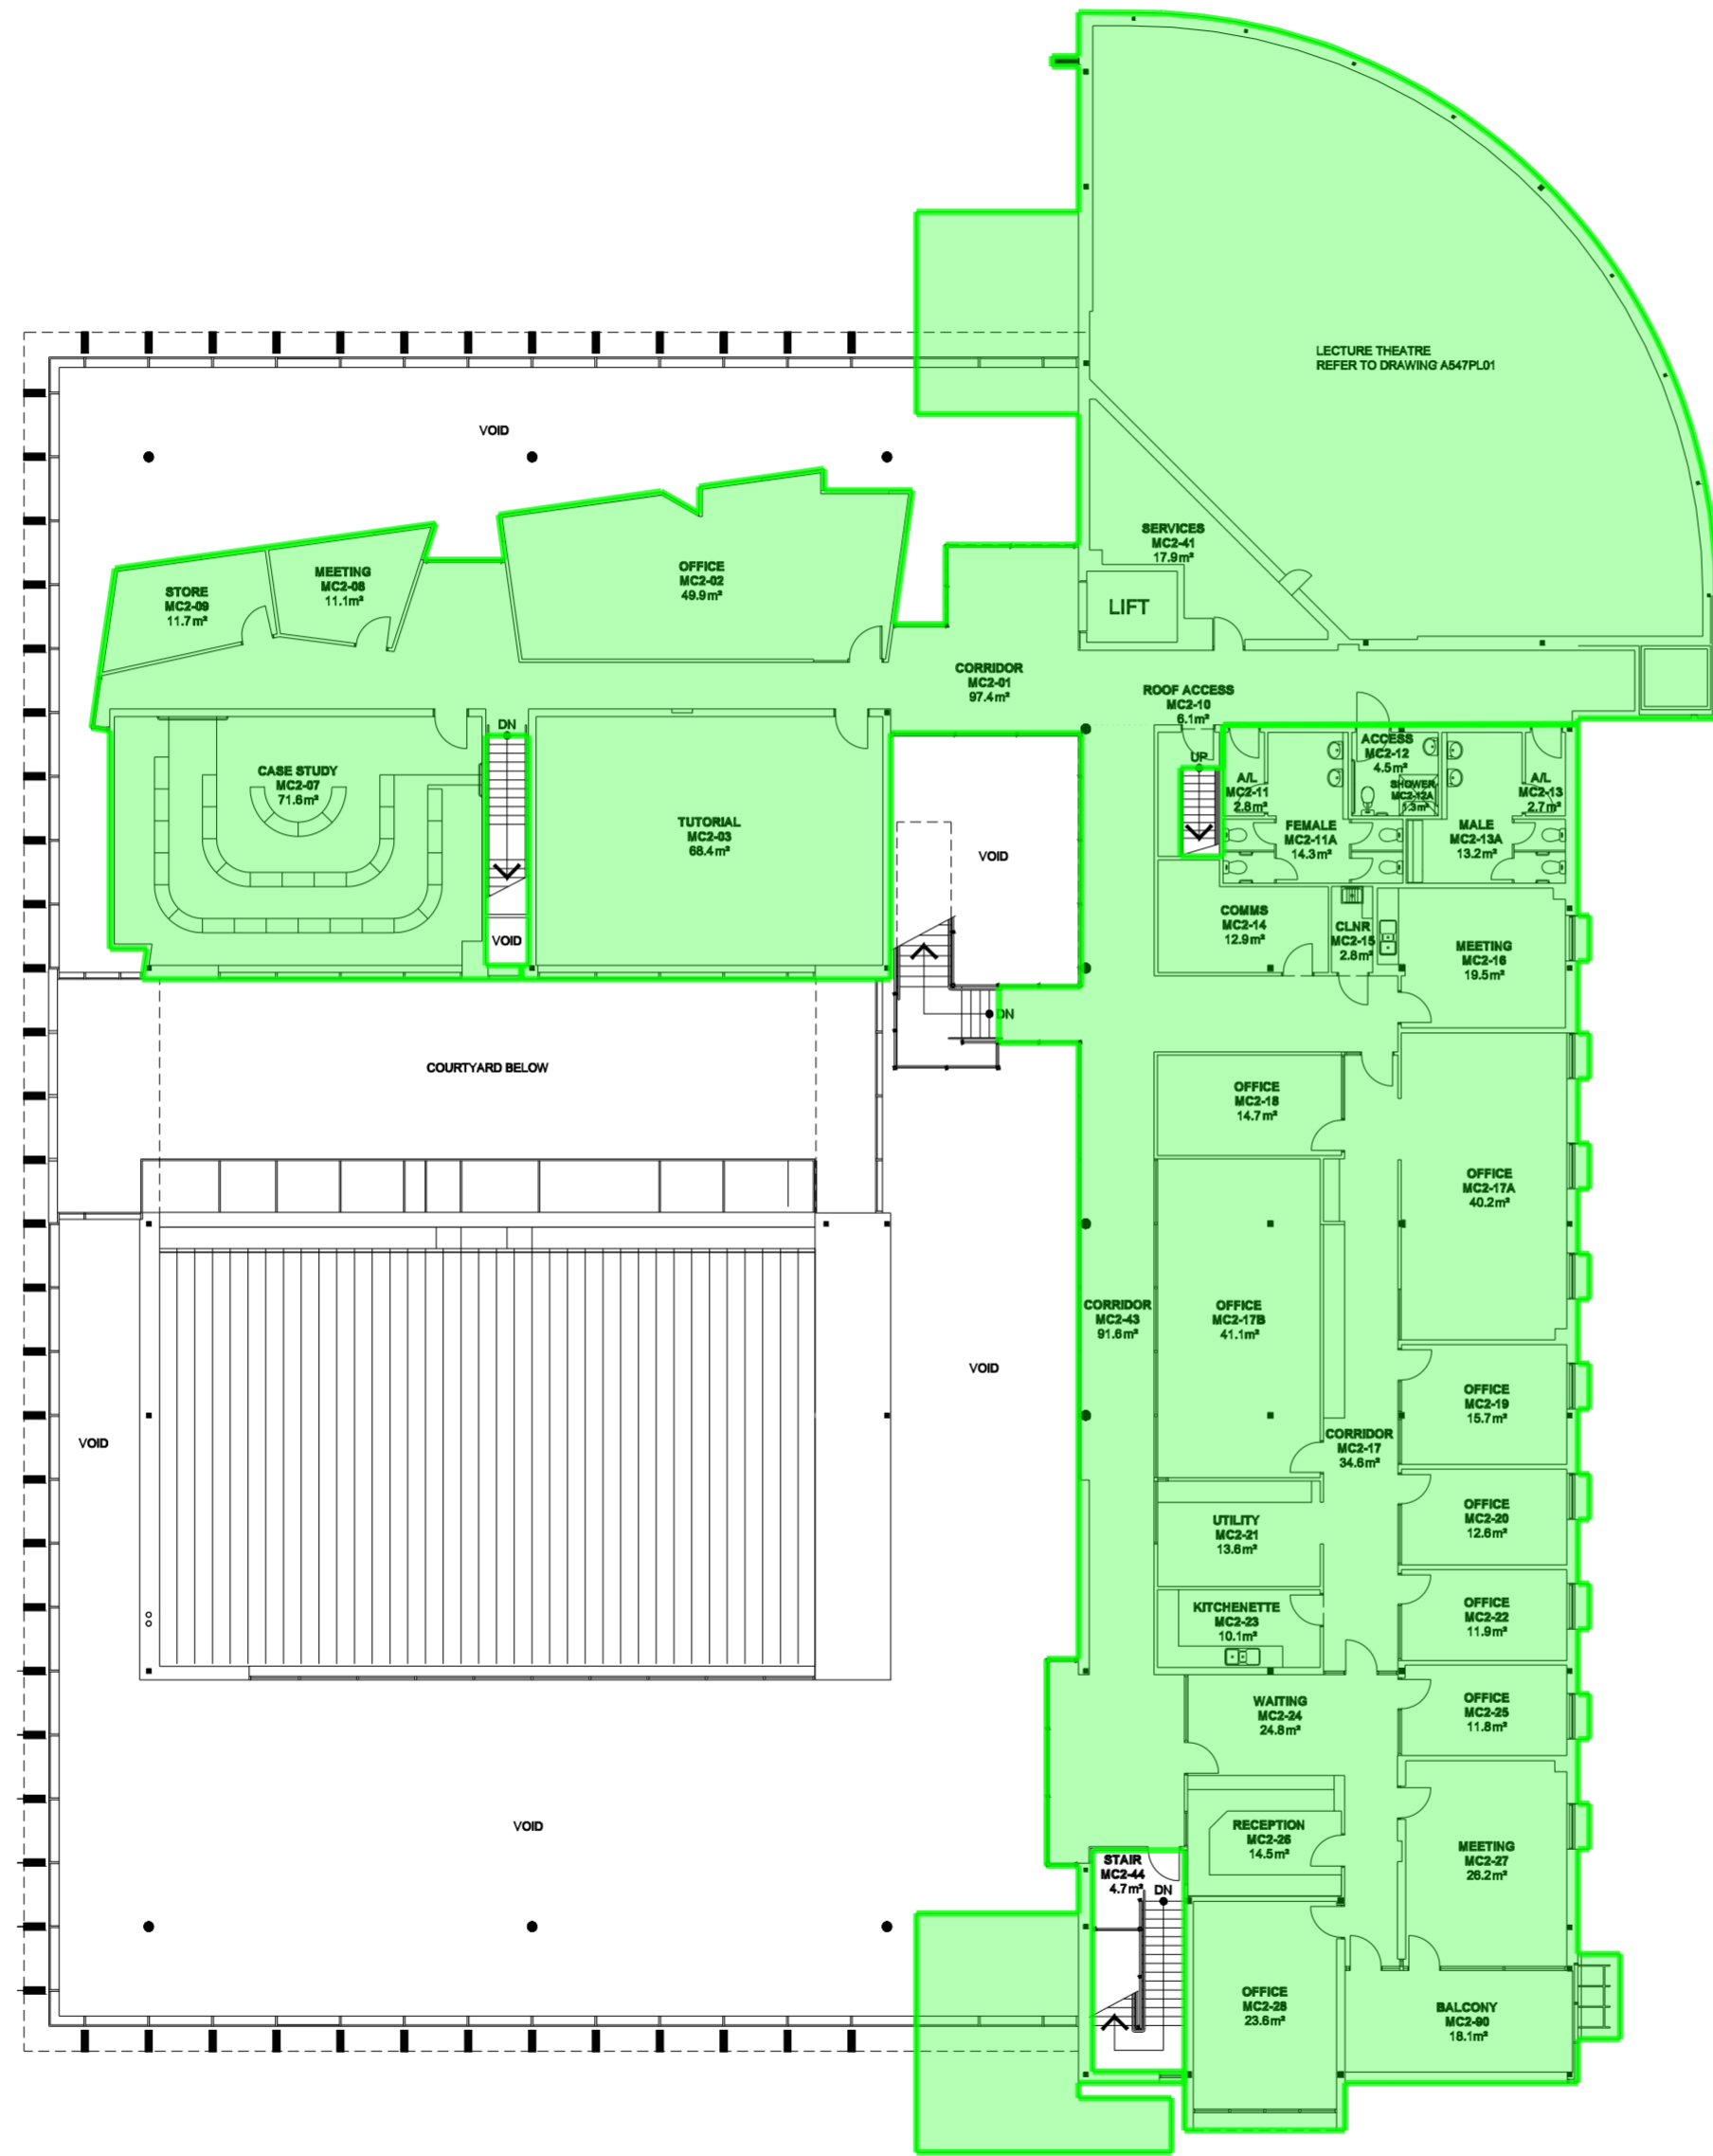 LECTURE THEATRE
REFER TO DRAWING A547PL01
VOID
SERVICES
MC2-41
17.9m²
OFFICE
MC2-02
49.9m²
MEETING
MC2-08
11.1m²
STORE
MC2-09
11.7m²
LIFT
CORRIDOR
MC2-01
97.4m²
ROOF ACCESS
MC2-10
6.1m²
DN
CASE STUDY
MC2-07
71.6m²
TUTORIAL
MC2-03
68.4m²
VOID
VOID
UP
A/L
MC2-11
2.8m²
ACCESS
MC2-12
4.5m²
SHOWER
MC2-12A
1.3m²
A/L
MC2-13
2.7m²
FEMALE
MC2-11A
14.3m²
MALE
MC2-13A
13.2m²
COMMS
MC2-14
12.9m²
CLNR
MC2-15
2.8m²
MEETING
MC2-16
19.5m²
DN
COURTYARD BELOW
OFFICE
MC2-18
14.7m²
OFFICE
MC2-17A
40.2m²
CORRIDOR
MC2-43
91.6m²
OFFICE
MC2-17B
41.1m²
VOID
OFFICE
MC2-19
15.7m²
VOID
CORRIDOR
MC2-17
34.6m²
UTILITY
MC2-21
13.6m²
OFFICE
MC2-20
12.6m²
KITCHENETTE
MC2-23
10.1m²
OFFICE
MC2-22
11.9m²
WAITING
MC2-24
24.8m²
OFFICE
MC2-25
11.8m²
VOID
RECEPTION
MC2-26
14.5m²
MEETING
MC2-27
26.2m²
STAIR
MC2-44
4.7m²
DN
OFFICE
MC2-28
23.6m²
BALCONY
MC2-90
18.1m²